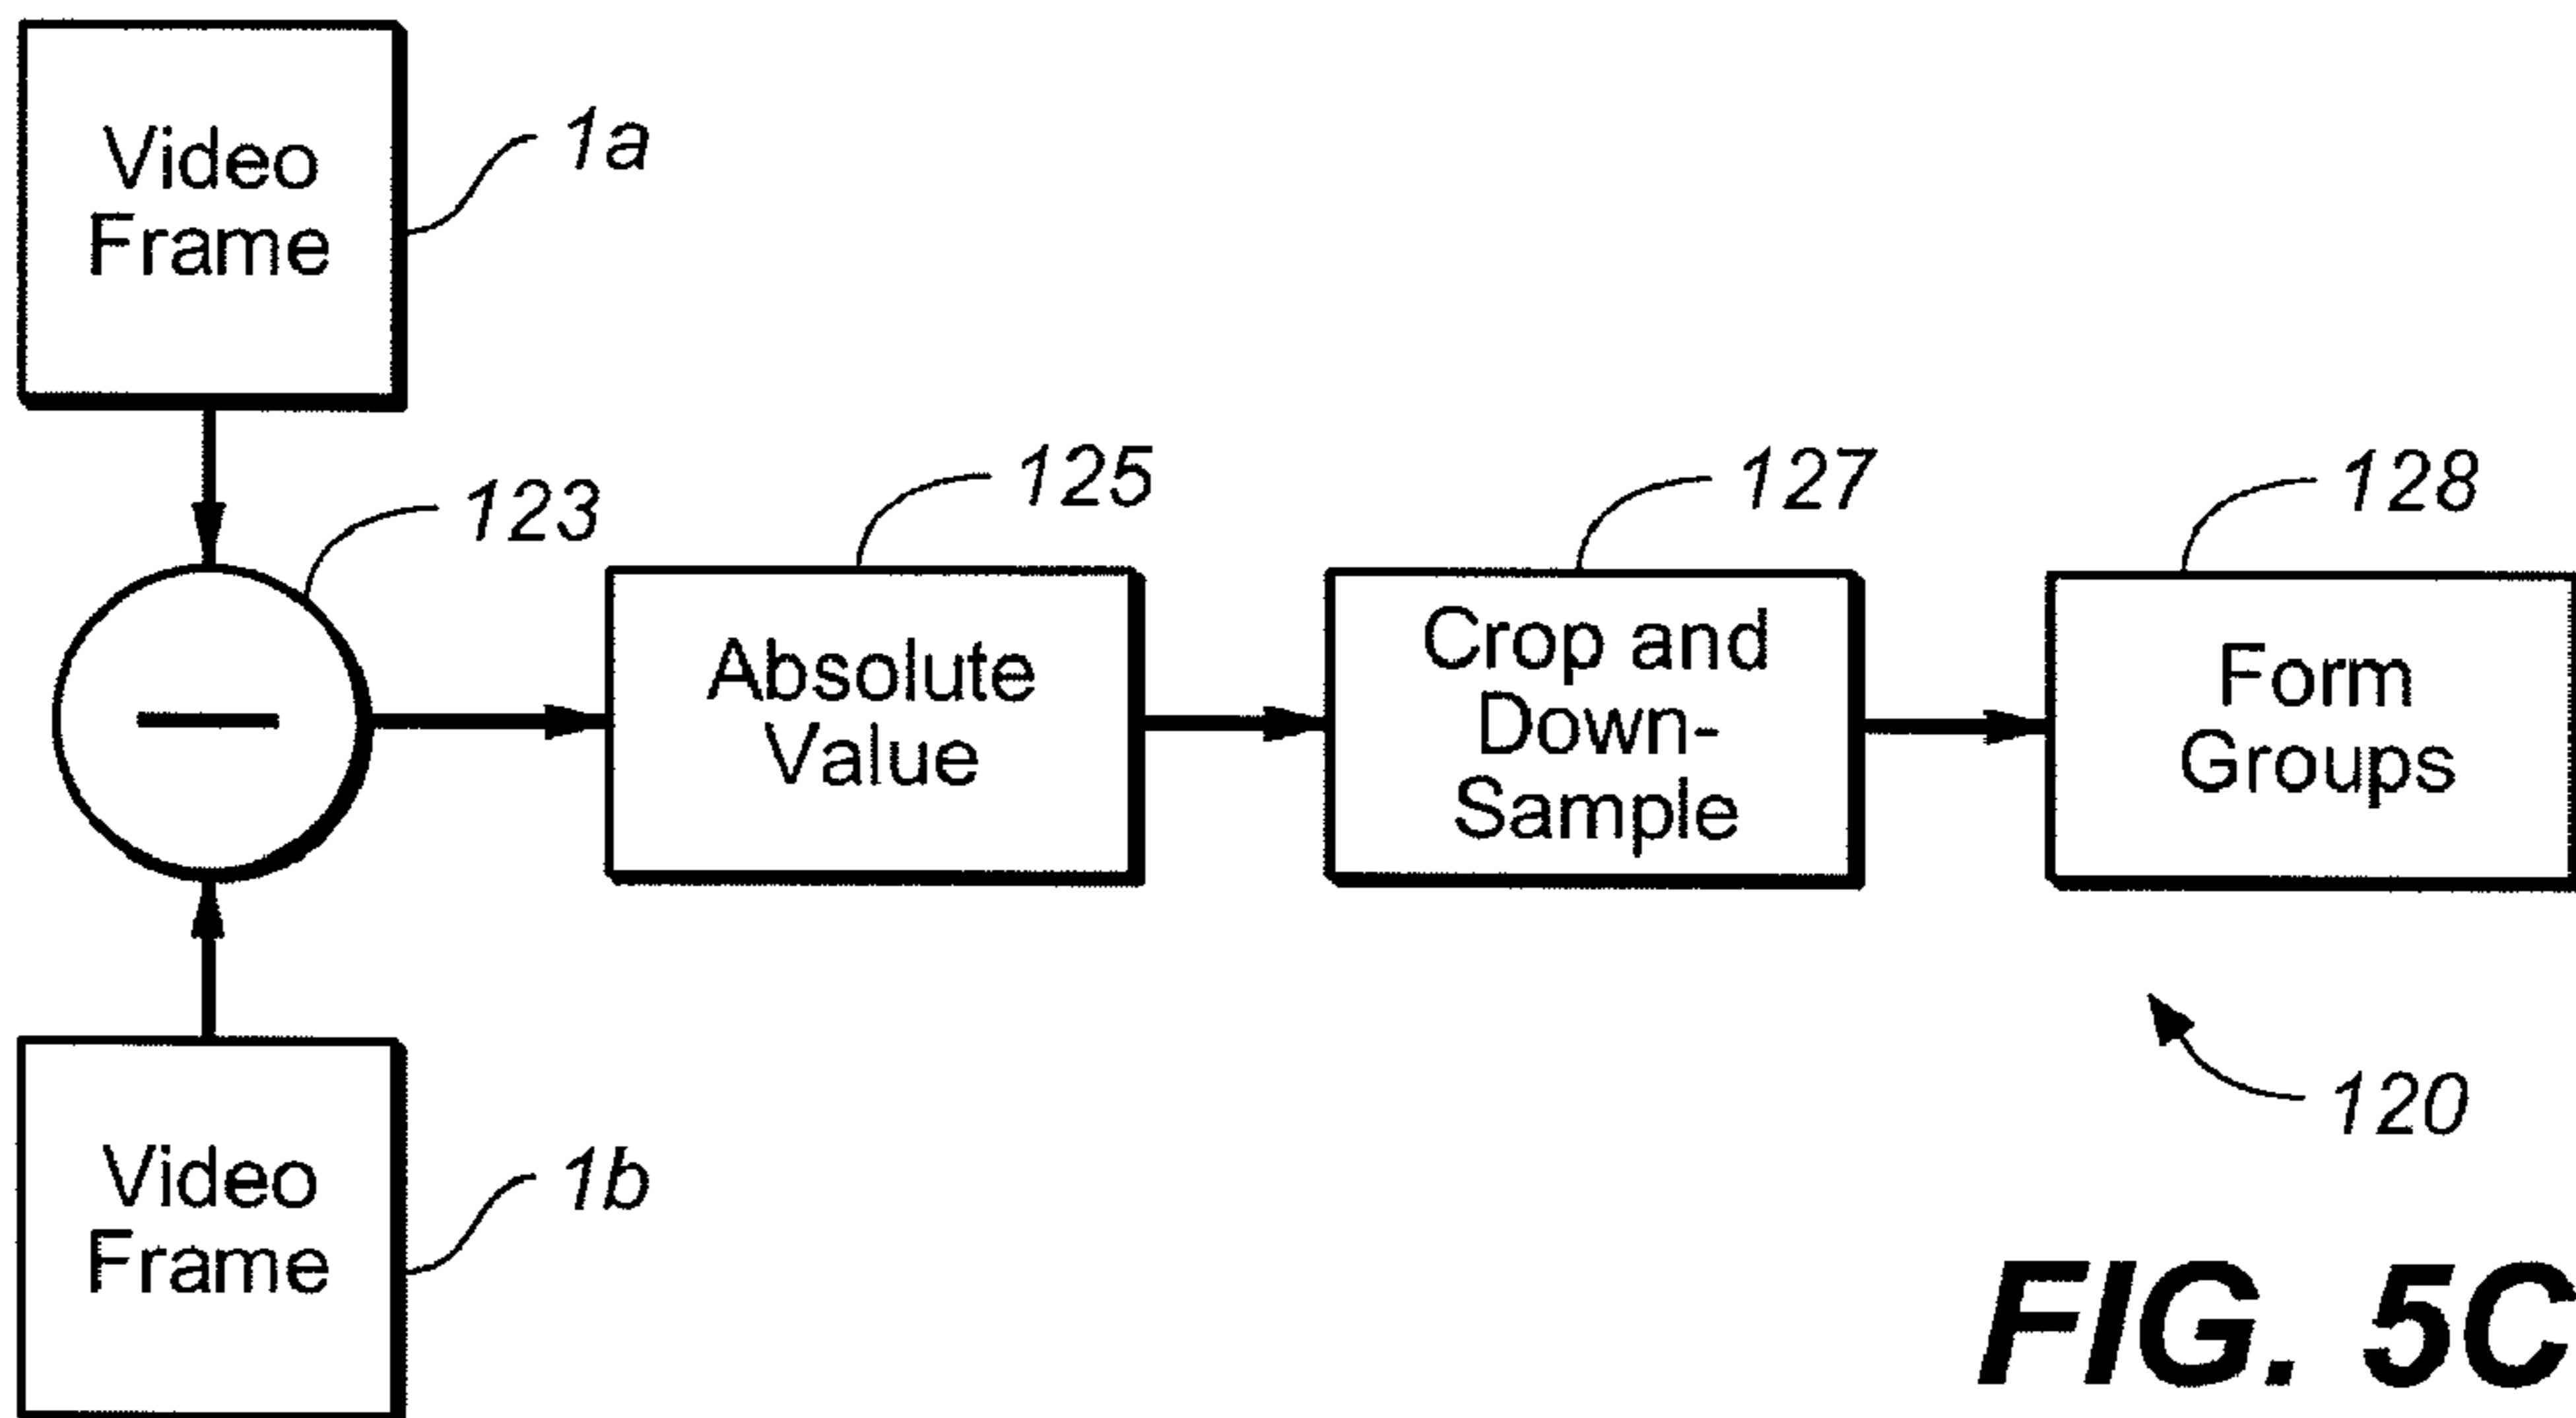 Video
Frame
1a
123
125
127
128
Absolute
Value
Crop and
Down-
Sample
Form
Groups
Video
Frame
1b
120
FIG. 5C